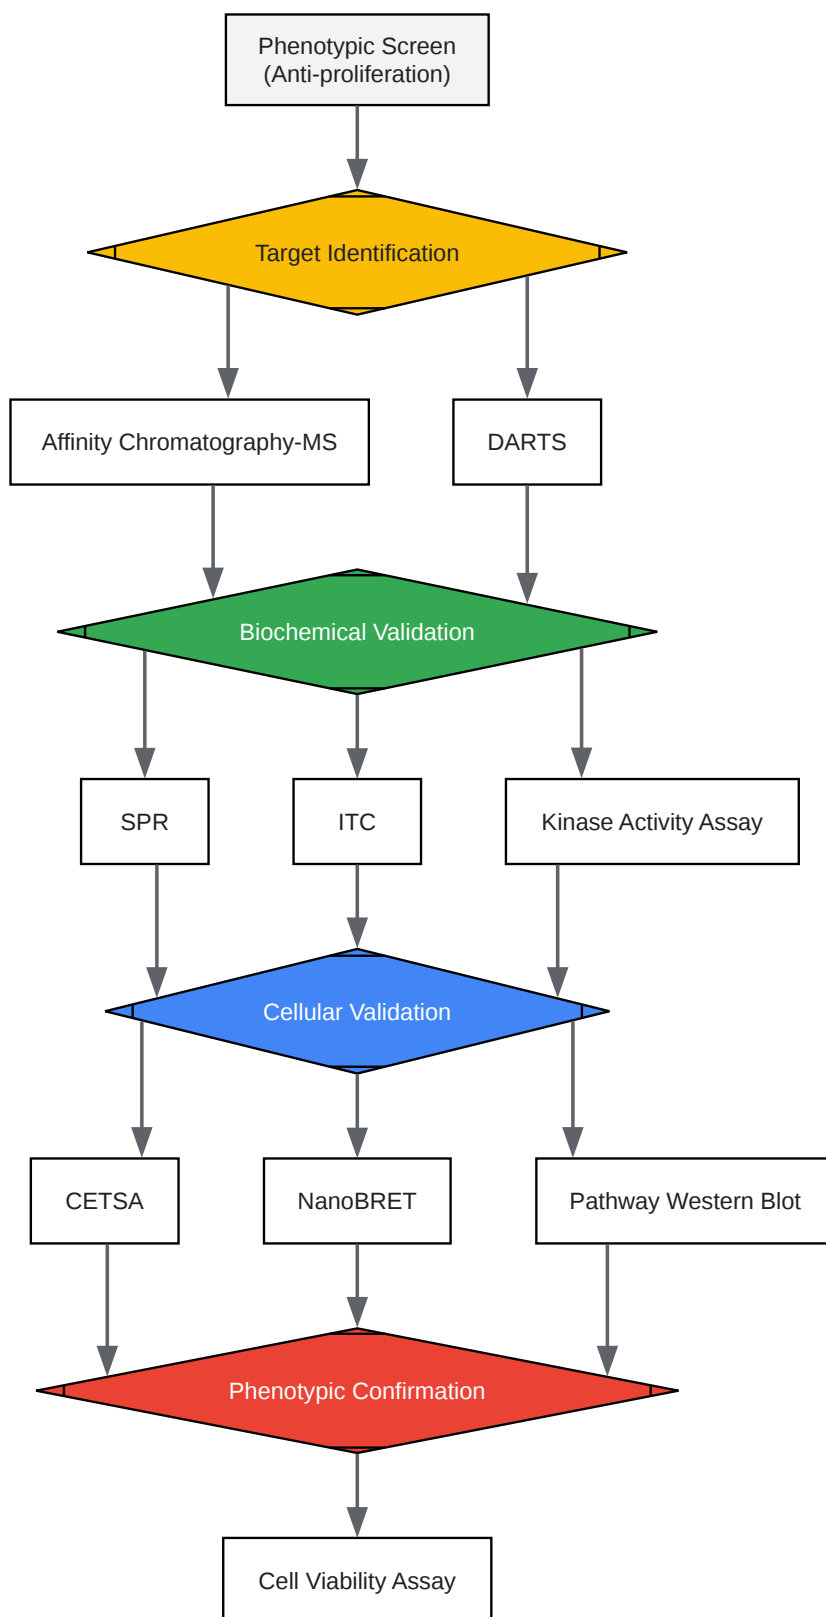 Phenotypic Screen
(Anti-proliferation)
Target Identification
Affinity Chromatography-MS
DARTS
Biochemical Validation
SPR
ITC
Kinase Activity Assay
Cellular Validation
CETSA
NanoBRET
Pathway Western Blot
Phenotypic Confirmation
Cell Viability Assay